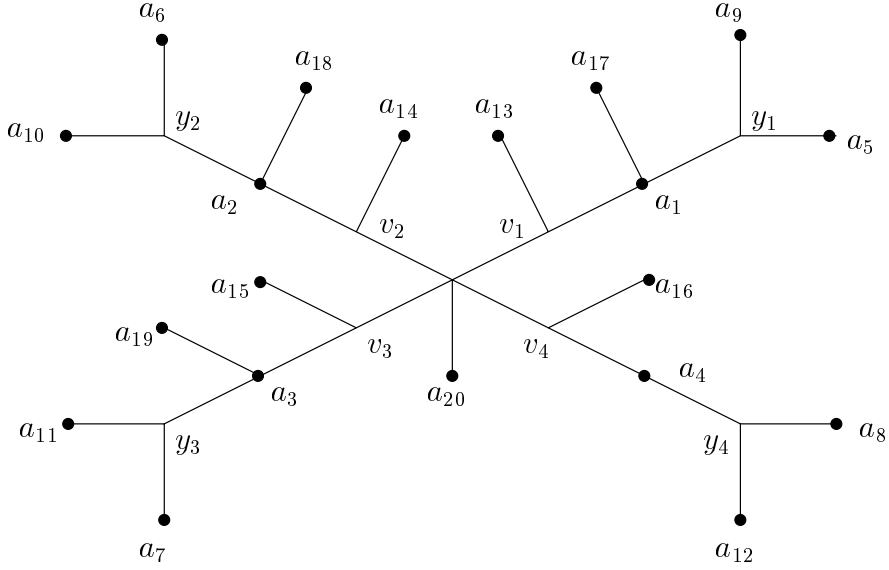 a₆
a₉
a₁₈
a₁₇
a₁₄
a₁₃
a₁₀
y₂
y₁
a₅
a₂
a₁
v₂
v₁
a₁₅
a₁₆
a₁₉
v₃
v₄
a₄
a₃
a₂₀
a₁₁
y₃
y₄
a₈
a₇
a₁₂